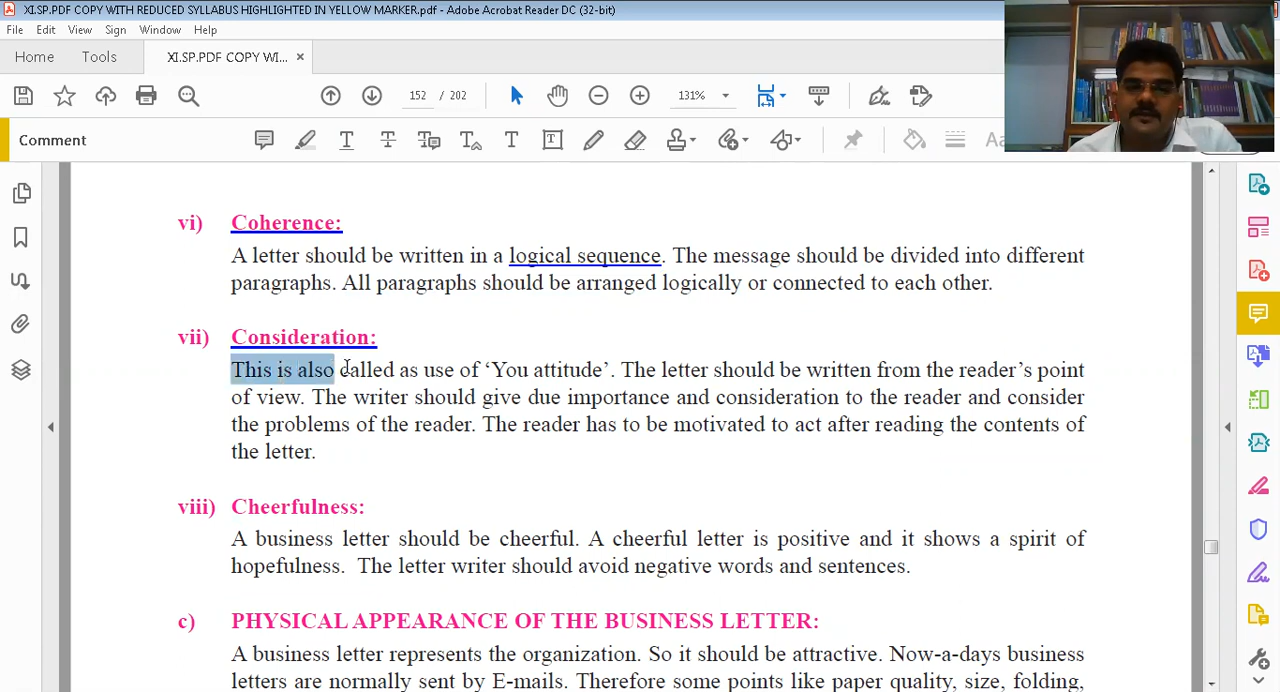 XI.SP.PDF COPY WITH REDUCED SYLLABUS HIGHLIGHTED IN YELLOW MARKER.pdf - Adobe Acrobat Reader DC (32-bit)
File Edit View Sign Window Help
Home Tools XI.SP.PDF COPY WI... ×
152 / 202 131%
Comment
vi) Coherence:
A letter should be written in a logical sequence. The message should be divided into different
paragraphs. All paragraphs should be arranged logically or connected to each other.
vii) Consideration:
This is also called as use of ‘You attitude’. The letter should be written from the reader’s point
of view. The writer should give due importance and consideration to the reader and consider
the problems of the reader. The reader has to be motivated to act after reading the contents of
the letter.
viii) Cheerfulness:
A business letter should be cheerful. A cheerful letter is positive and it shows a spirit of
hopefulness. The letter writer should avoid negative words and sentences.
c) PHYSICAL APPEARANCE OF THE BUSINESS LETTER:
A business letter represents the organization. So it should be attractive. Now-a-days business
letters are normally sent by E-mails. Therefore some points like paper quality, size, folding,